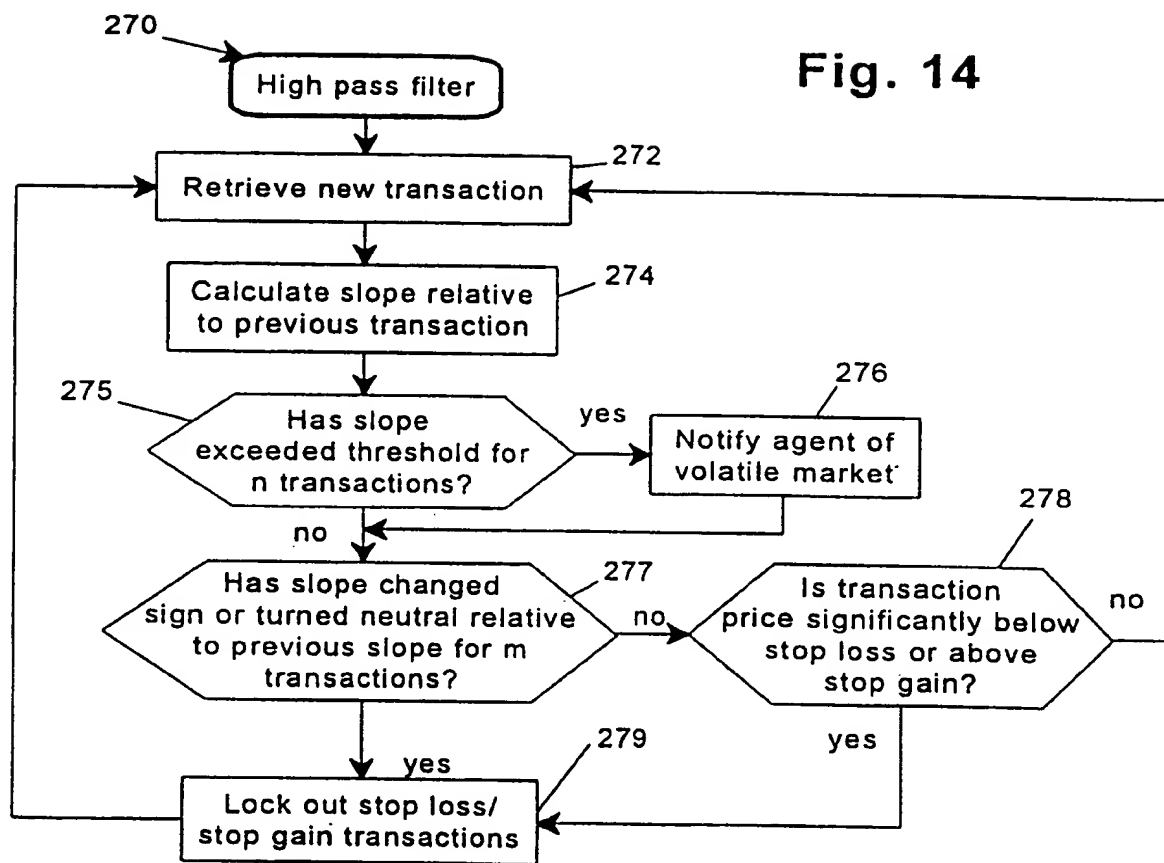 270
Fig. 14
High pass filter
272
Retrieve new transaction
274
Calculate slope relative
to previous transaction
275
Has slope
exceeded threshold for
n transactions?
yes
276
Notify agent of
volatile market
no
278
Has slope changed
sign or turned neutral relative
to previous slope for m
transactions?
277
no
Is transaction
price significantly below
stop loss or above
stop gain?
no
yes
yes
279
Lock out stop loss/
stop gain transactions